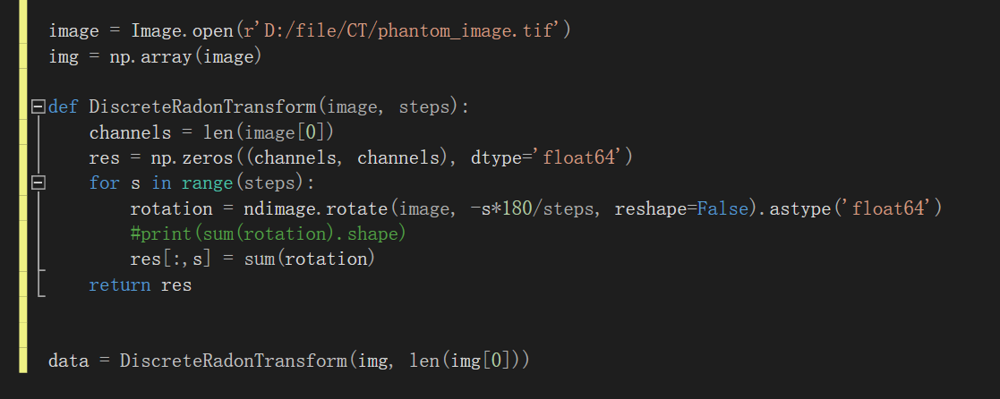 image = Image.open(r'D:/file/CT/phantom_image.tif')
img = np.array(image)
def DiscreteRadonTransform(image, steps):
channels = len(image[0])
res = np.zeros((channels, channels), dtype='float64')
for s in range(steps):
rotation = ndimage.rotate(image, -s*180/steps, reshape=False).astype('float64')
#print(sum(rotation).shape)
res[:,s] = sum(rotation)
return res
data = DiscreteRadonTransform(img, len(img[0]))